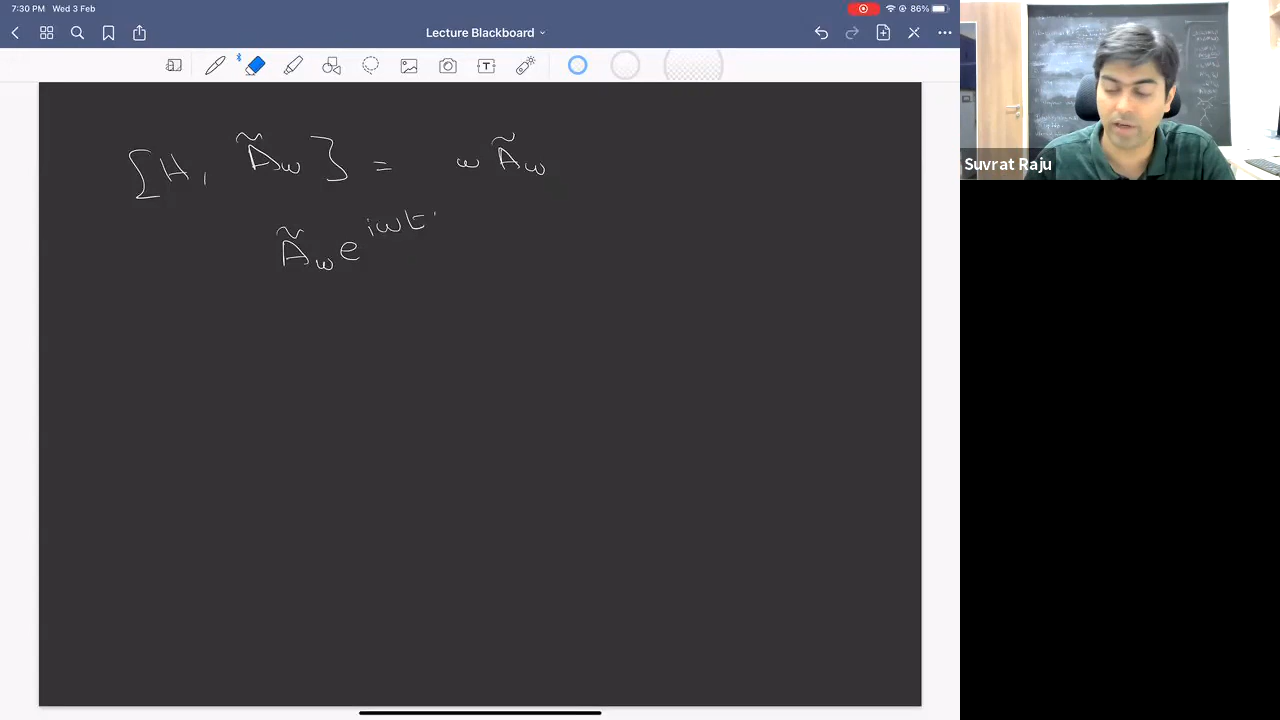 7:30 PM Wed 3 Feb
86%
Lecture Blackboard
[H, Ã_ω] = ω Ã_ω
Ã_ω e^{iωt}
Suvrat Raju